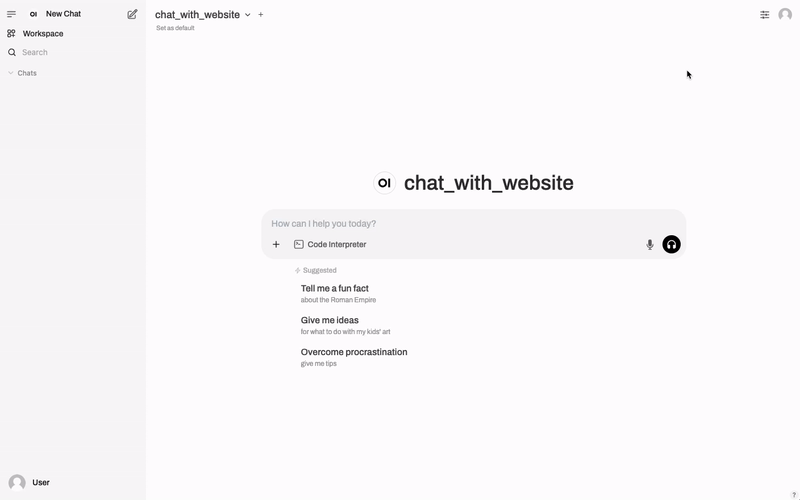 OI New Chat
Workspace
Search
Chats
User
chat_with_website
Set as default
OI chat_with_website
How can I help you today?
Code Interpreter
Suggested
Tell me a fun fact
about the Roman Empire
Give me ideas
for what to do with my kids' art
Overcome procrastination
give me tips
?